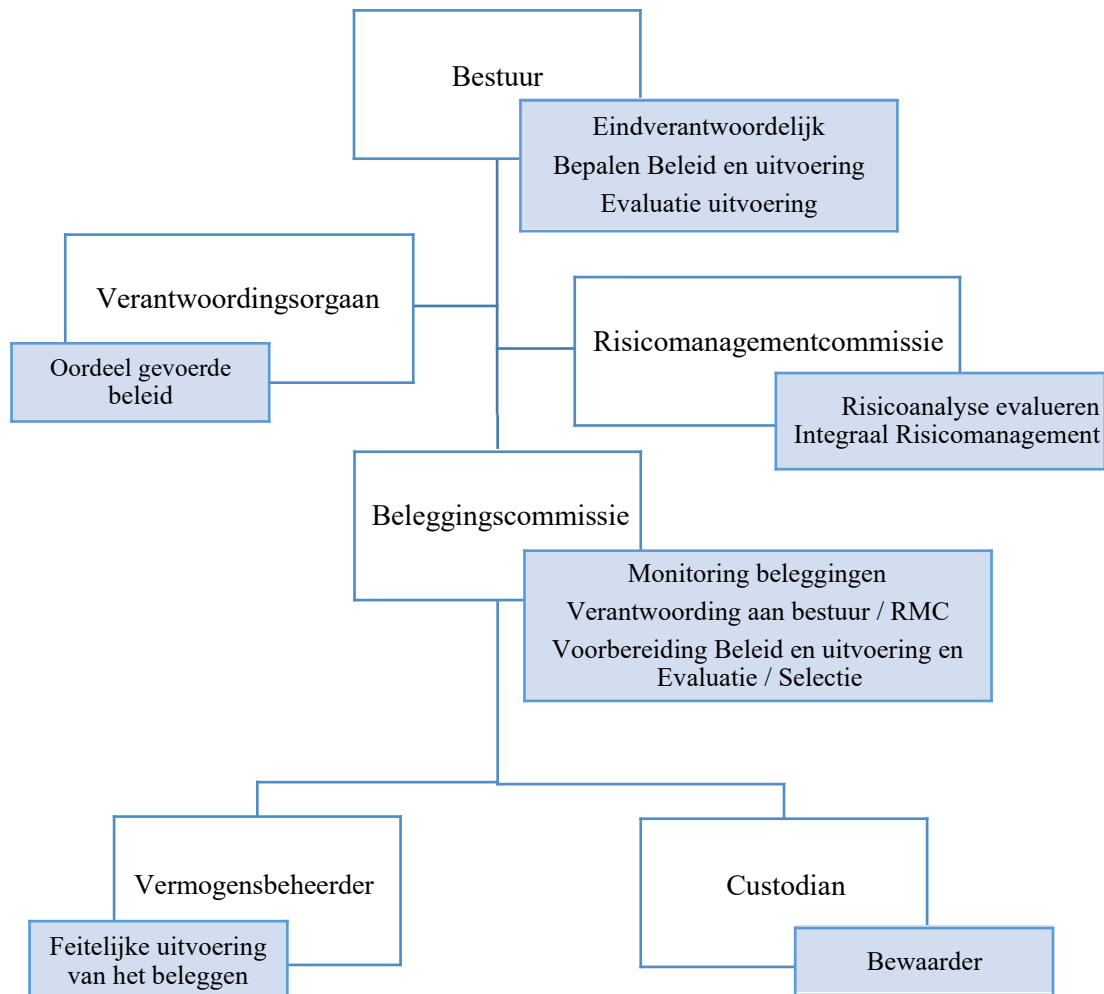 Bestuur
Eindverantwoordelijk
Bepalen Beleid en uitvoering
Evaluatie uitvoering
Verantwoordingsorgaan
Oordeel gevoerde
beleid
Risicomanagementcommissie
Risicoanalyse evalueren
Integraal Risicomanagement
Beleggingscommissie
Monitoring beleggingen
Verantwoording aan bestuur / RMC
Voorbereiding Beleid en uitvoering en
Evaluatie / Selectie
Vermogensbeheerder
Feitelijke uitvoering
van het beleggen
Custodian
Bewaarder